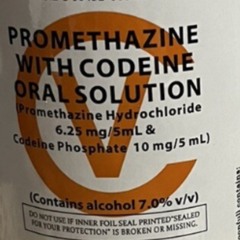 PROMETHAZINE
WITH CODEINE
ORAL SOLUTION
(Promethazine Hydrochloride
6.25 mg/5mL &
Codeine Phosphate 10 mg/5 mL)
(Contains alcohol 7.0% v/v)
DO NOT USE IF INNER FOIL SEAL PRINTED "SEALED
FOR YOUR PROTECTION" IS BROKEN OR MISSING.